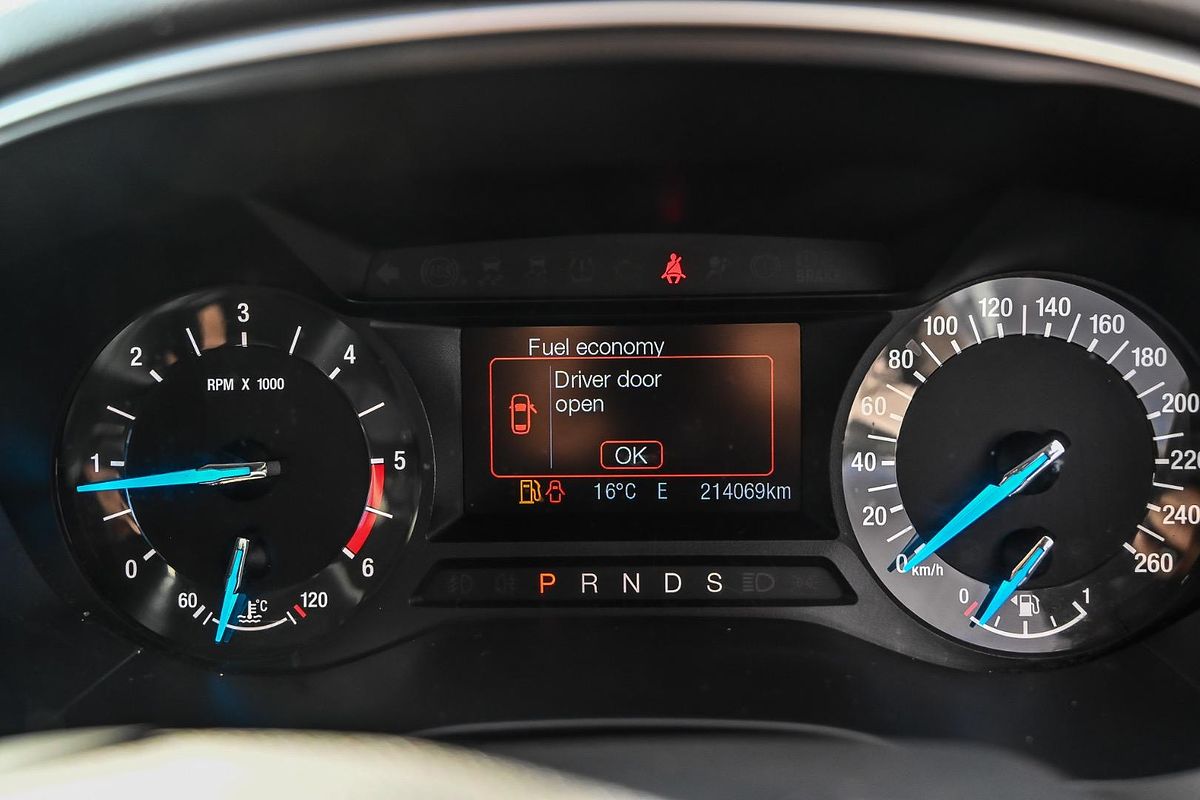 Fuel economy
Driver door
open
OK
16°C E 214069km
RPM X 1000
0 1 2 3 4 5 6
60 °C 120
P R N D S
0 20 40 60 80 100 120 140 160 180 200 220 240 260
km/h
0 1
BRAKE
ABS